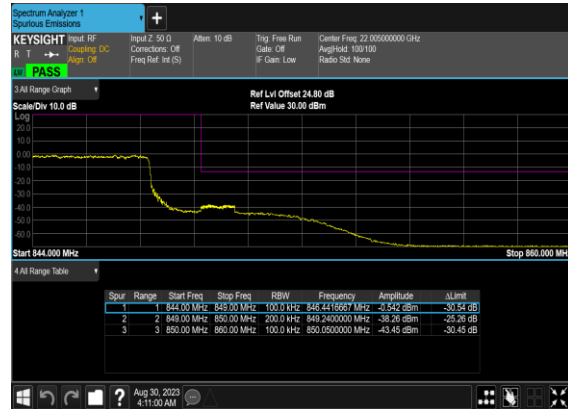 Spectrum Analyzer 1
Spurious Emissions
KEYSIGHT Input: RF Input Z: 50 Ω Atten: 10 dB Trig: Free Run Center Freq: 22.005000000 GHz
R T Coupling: DC Corrections: Off Gate: Off Avg|Hold: 100/100
Align: Off Freq Ref: Int (S) IF Gain: Low Radio Std: None
PASS
3 All Range Graph
Ref Lvl Offset 24.80 dB
Scale/Div 10.0 dB Ref Value 30.00 dBm
Log
20.0
10.0
0.00
-10.0
-20.0
-30.0
-40.0
-50.0
-60.0
Start 844.000 MHz Stop 860.000 MHz
4 All Range Table
Spur Range Start Freq Stop Freq RBW Frequency Amplitude ΔLimit
1 1 844.00 MHz 849.00 MHz 100.0 kHz 846.4416667 MHz -0.542 dBm -30.54 dB
2 2 849.00 MHz 850.00 MHz 200.0 kHz 849.2400000 MHz -38.26 dBm -25.26 dB
3 3 850.00 MHz 860.00 MHz 100.0 kHz 850.0500000 MHz -43.45 dBm -30.45 dB
? Aug 30, 2023
4:11:00 AM